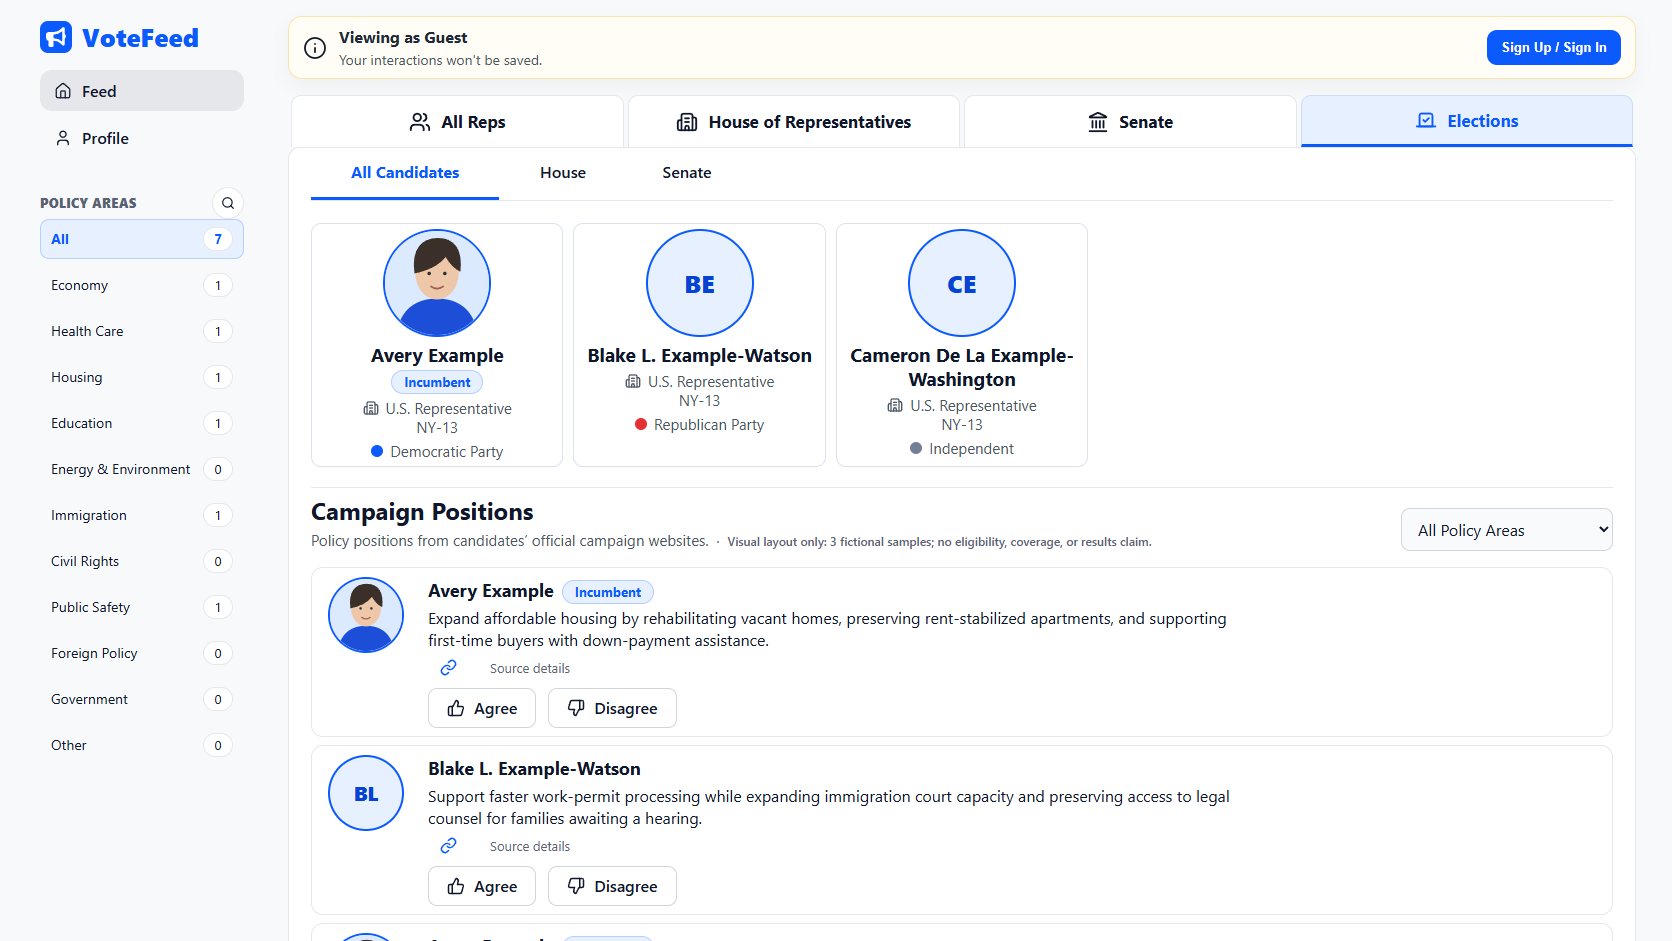 VoteFeed
Feed
Profile
POLICY AREAS
All 7
Economy 1
Health Care 1
Housing 1
Education 1
Energy & Environment 0
Immigration 1
Civil Rights 0
Public Safety 1
Foreign Policy 0
Government 0
Other 0
Viewing as Guest
Your interactions won't be saved.
Sign Up / Sign In
All Reps
House of Representatives
Senate
Elections
All Candidates
House
Senate
Avery Example
Incumbent
U.S. Representative
NY-13
Democratic Party
BE
Blake L. Example-Watson
U.S. Representative
NY-13
Republican Party
CE
Cameron De La Example-
Washington
U.S. Representative
NY-13
Independent
Campaign Positions
Policy positions from candidates' official campaign websites. · Visual layout only: 3 fictional samples; no eligibility, coverage, or results claim.
All Policy Areas
Avery Example Incumbent
Expand affordable housing by rehabilitating vacant homes, preserving rent-stabilized apartments, and supporting
first-time buyers with down-payment assistance.
Source details
Agree Disagree
BL
Blake L. Example-Watson
Support faster work-permit processing while expanding immigration court capacity and preserving access to legal
counsel for families awaiting a hearing.
Source details
Agree Disagree